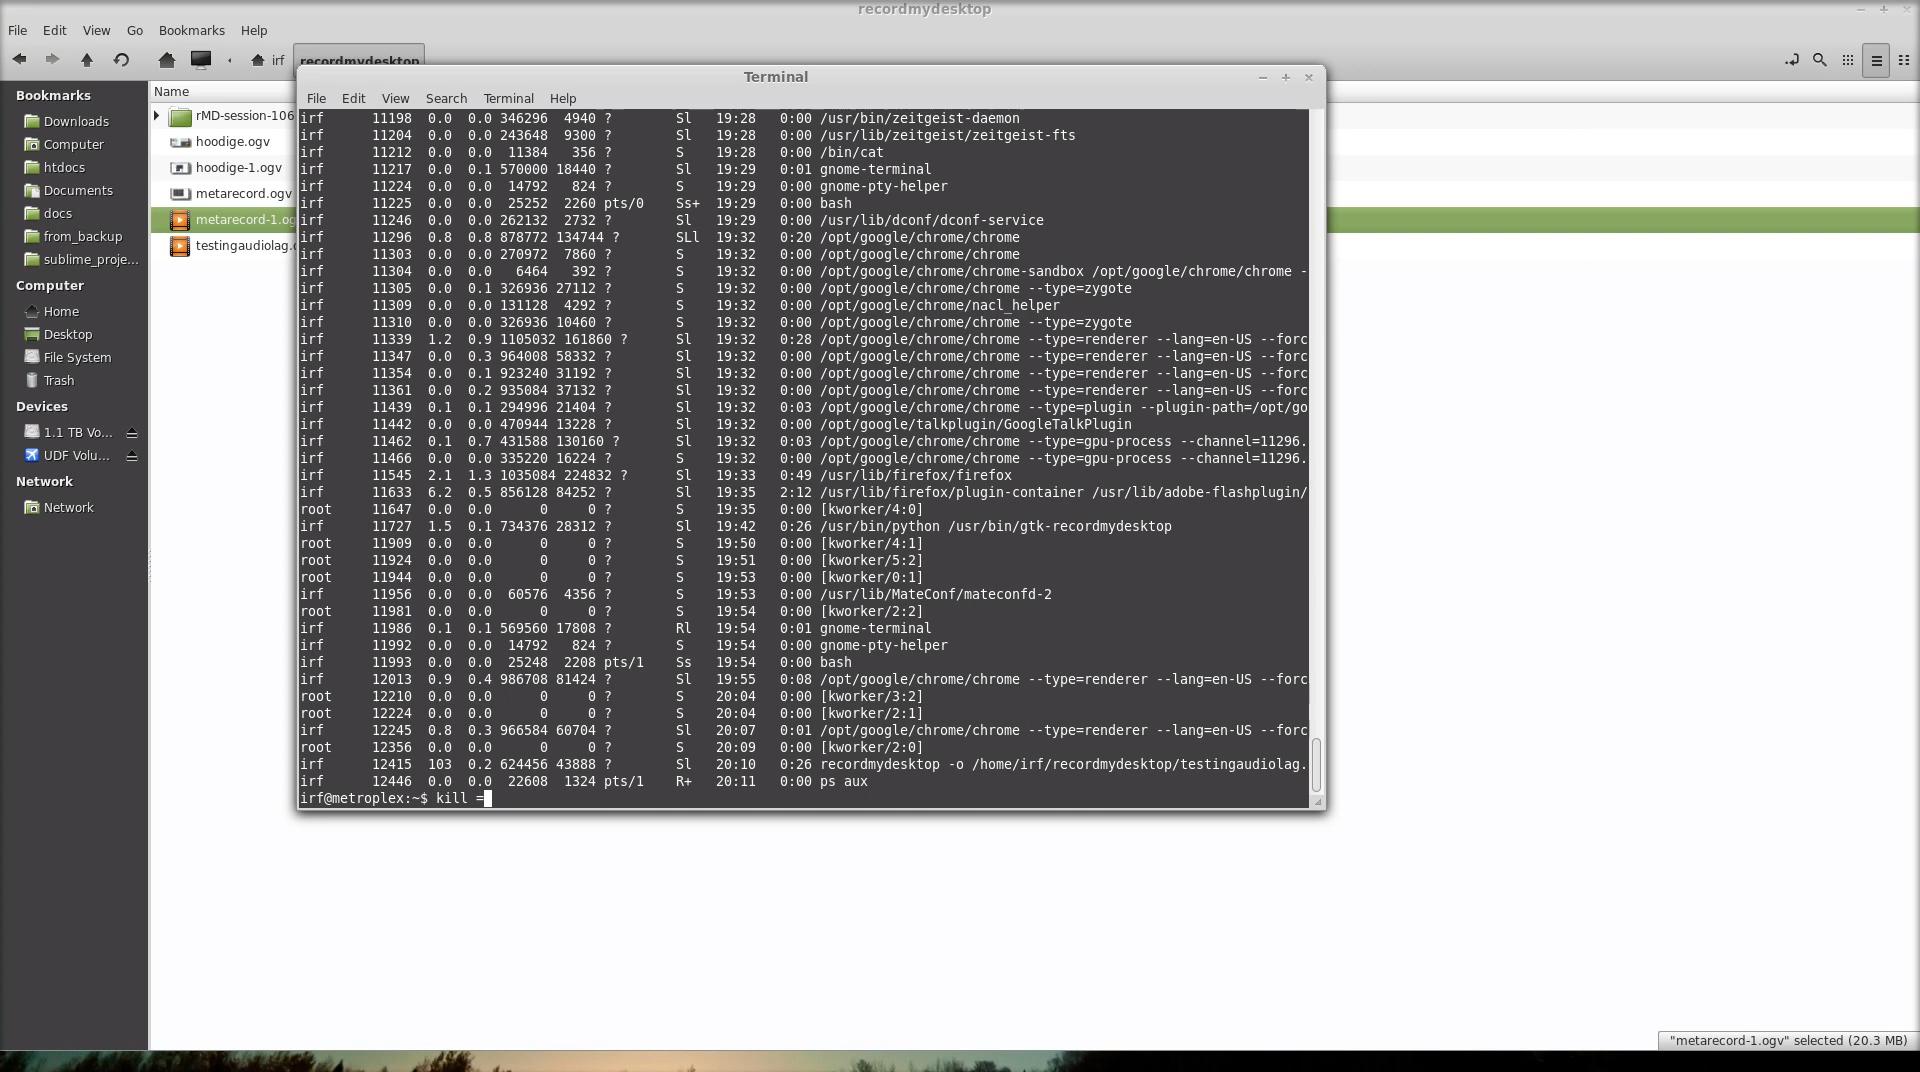 recordmydesktop
File Edit View Go Bookmarks Help
irf recordmydesktop
Bookmarks
Downloads
Computer
htdocs
Documents
docs
from_backup
sublime_proje...
Computer
Home
Desktop
File System
Trash
Devices
1.1 TB Vo...
UDF Volu...
Network
Network
Name
rMD-session-106
hoodige.ogv
hoodige-1.ogv
metarecord.ogv
metarecord-1.og
testingaudiolag.
Terminal
File Edit View Search Terminal Help
irf 11198 0.0 0.0 346296 4940 ? Sl 19:28 0:00 /usr/bin/zeitgeist-daemon
irf 11204 0.0 0.0 243648 9300 ? Sl 19:28 0:00 /usr/lib/zeitgeist/zeitgeist-fts
irf 11212 0.0 0.0 11384 356 ? S 19:28 0:00 /bin/cat
irf 11217 0.0 0.1 570000 18440 ? Sl 19:29 0:01 gnome-terminal
irf 11224 0.0 0.0 14792 824 ? S 19:29 0:00 gnome-pty-helper
irf 11225 0.0 0.0 25252 2260 pts/0 Ss+ 19:29 0:00 bash
irf 11246 0.0 0.0 262132 2732 ? Sl 19:29 0:00 /usr/lib/dconf/dconf-service
irf 11296 0.8 0.8 878772 134744 ? SLl 19:32 0:20 /opt/google/chrome/chrome
irf 11303 0.0 0.0 270972 7860 ? S 19:32 0:00 /opt/google/chrome/chrome
irf 11304 0.0 0.0 6464 392 ? S 19:32 0:00 /opt/google/chrome/chrome-sandbox /opt/google/chrome/chrome -
irf 11305 0.0 0.1 326936 27112 ? S 19:32 0:00 /opt/google/chrome/chrome --type=zygote
irf 11309 0.0 0.0 131128 4292 ? S 19:32 0:00 /opt/google/chrome/nacl_helper
irf 11310 0.0 0.0 326936 10460 ? S 19:32 0:00 /opt/google/chrome/chrome --type=zygote
irf 11339 1.2 0.9 1105032 161860 ? Sl 19:32 0:28 /opt/google/chrome/chrome --type=renderer --lang=en-US --forc
irf 11347 0.0 0.3 964008 58332 ? Sl 19:32 0:00 /opt/google/chrome/chrome --type=renderer --lang=en-US --forc
irf 11354 0.0 0.1 923240 31192 ? Sl 19:32 0:00 /opt/google/chrome/chrome --type=renderer --lang=en-US --forc
irf 11361 0.0 0.2 935084 37132 ? Sl 19:32 0:00 /opt/google/chrome/chrome --type=renderer --lang=en-US --forc
irf 11439 0.1 0.1 294996 21404 ? Sl 19:32 0:03 /opt/google/chrome/chrome --type=plugin --plugin-path=/opt/go
irf 11442 0.0 0.0 470944 13228 ? Sl 19:32 0:00 /opt/google/talkplugin/GoogleTalkPlugin
irf 11462 0.1 0.7 431588 130160 ? Sl 19:32 0:03 /opt/google/chrome/chrome --type=gpu-process --channel=11296.
irf 11466 0.0 0.0 335220 16224 ? S 19:32 0:00 /opt/google/chrome/chrome --type=gpu-process --channel=11296.
irf 11545 2.1 1.3 1035084 224832 ? Sl 19:33 0:49 /usr/lib/firefox/firefox
irf 11633 6.2 0.5 856128 84252 ? Sl 19:35 2:12 /usr/lib/firefox/plugin-container /usr/lib/adobe-flashplugin/
root 11647 0.0 0.0 0 0 ? S 19:35 0:00 [kworker/4:0]
irf 11727 1.5 0.1 734376 28312 ? Sl 19:42 0:26 /usr/bin/python /usr/bin/gtk-recordmydesktop
root 11909 0.0 0.0 0 0 ? S 19:50 0:00 [kworker/4:1]
root 11924 0.0 0.0 0 0 ? S 19:51 0:00 [kworker/5:2]
root 11944 0.0 0.0 0 0 ? S 19:53 0:00 [kworker/0:1]
irf 11956 0.0 0.0 60576 4356 ? S 19:53 0:00 /usr/lib/MateConf/mateconfd-2
root 11981 0.0 0.0 0 0 ? S 19:54 0:00 [kworker/2:2]
irf 11986 0.1 0.1 569560 17808 ? Rl 19:54 0:01 gnome-terminal
irf 11992 0.0 0.0 14792 824 ? S 19:54 0:00 gnome-pty-helper
irf 11993 0.0 0.0 25248 2208 pts/1 Ss 19:54 0:00 bash
irf 12013 0.9 0.4 986708 81424 ? Sl 19:55 0:08 /opt/google/chrome/chrome --type=renderer --lang=en-US --forc
root 12210 0.0 0.0 0 0 ? S 20:04 0:00 [kworker/3:2]
root 12224 0.0 0.0 0 0 ? S 20:04 0:00 [kworker/2:1]
irf 12245 0.8 0.3 966584 60704 ? Sl 20:07 0:01 /opt/google/chrome/chrome --type=renderer --lang=en-US --forc
root 12356 0.0 0.0 0 0 ? S 20:09 0:00 [kworker/2:0]
irf 12415 103 0.2 624456 43888 ? Sl 20:10 0:26 recordmydesktop -o /home/irf/recordmydesktop/testingaudiolag.
irf 12446 0.0 0.0 22608 1324 pts/1 R+ 20:11 0:00 ps aux
irf@metroplex:~$ kill =
"metarecord-1.ogv" selected (20.3 MB)